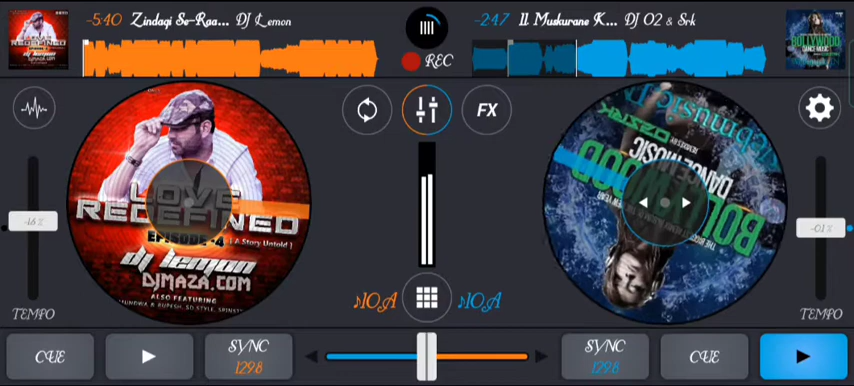 -5:40 Zindagi Se-Raa... DJ Lemon
-2:47 11. Muskurane K... DJ O2 & Srk
REC
FX
LOVE
REDEFINED
EPISODE -4 [ A Story Untold ]
dj lemon
DJMAZA.COM
ALSO FEATURING
BOLLYWOOD
DANCE MUSIC
-1.6 %
-0.1 %
TEMPO
♪10A
♪10A
TEMPO
CUE
SYNC
129.8
SYNC
129.8
CUE